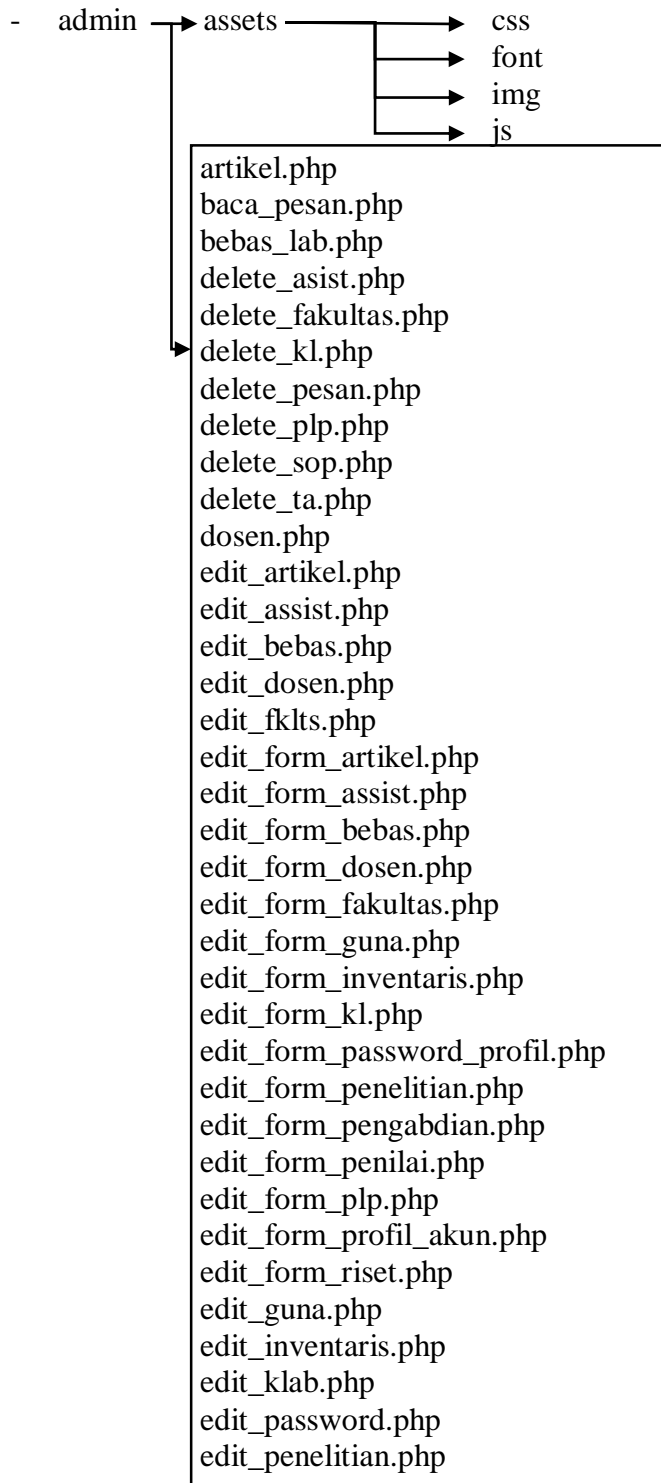 - admin assets css
font
img
js
artikel.php
baca_pesan.php
bebas_lab.php
delete_asist.php
delete_fakultas.php
delete_kl.php
delete_pesan.php
delete_plp.php
delete_sop.php
delete_ta.php
dosen.php
edit_artikel.php
edit_assist.php
edit_bebas.php
edit_dosen.php
edit_fklts.php
edit_form_artikel.php
edit_form_assist.php
edit_form_bebas.php
edit_form_dosen.php
edit_form_fakultas.php
edit_form_guna.php
edit_form_inventaris.php
edit_form_kl.php
edit_form_password_profil.php
edit_form_penelitian.php
edit_form_pengabdian.php
edit_form_penilai.php
edit_form_plp.php
edit_form_profil_akun.php
edit_form_riset.php
edit_guna.php
edit_inventaris.php
edit_klab.php
edit_password.php
edit_penelitian.php